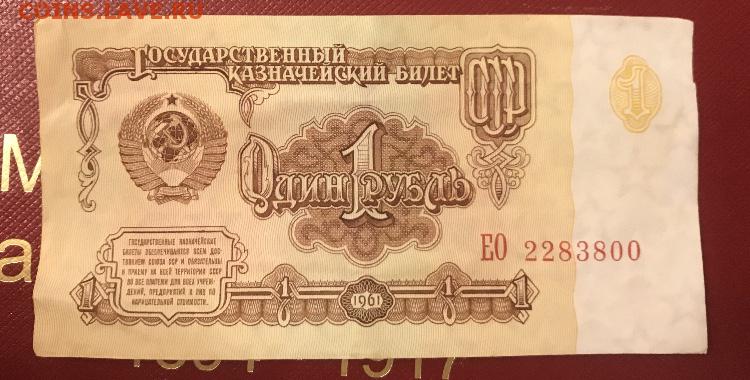 COINS.LAVE.RU
ГОСУДАРСТВЕННЫЙ
КАЗНАЧЕЙСКИЙ БИЛЕТ
СССР
1
ОДИН 1 РУБЛЬ
ГОСУДАРСТВЕННЫЕ КАЗНАЧЕЙСКИЕ
БИЛЕТЫ ОБЕСПЕЧИВАЮТСЯ ВСЕМ ДОС-
ТОЯНИЕМ СОЮЗА ССР И ОБЯЗАТЕЛЬНЫ
К ПРИЕМУ НА ВСЕЙ ТЕРРИТОРИИ СССР
ВО ВСЕ ПЛАТЕЖИ ДЛЯ ВСЕХ УЧРЕЖ-
ДЕНИЙ, ПРЕДПРИЯТИЙ И ЛИЦ ПО
НАРИЦАТЕЛЬНОЙ СТОИМОСТИ.
ЕО 2283800
1 1 1961 1 1
М
а
1917